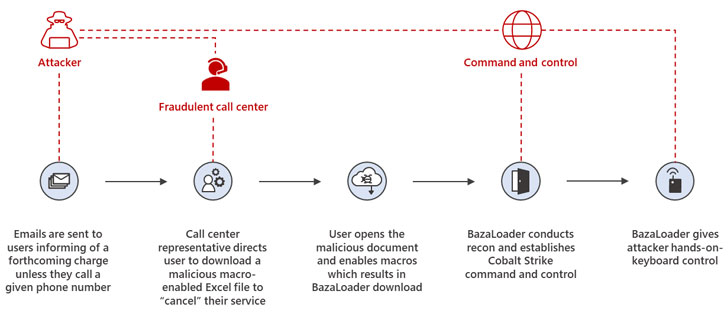 Attacker
Command and control
Fraudulent call center
Emails are sent to
users informing of a
forthcoming charge
unless they call a
given phone number
Call center
representative directs
user to download a
malicious macro-
enabled Excel file to
“cancel” their service
User opens the
malicious document
and enables macros
which results in
BazaLoader download
BazaLoader conducts
recon and establishes
Cobalt Strike
command and control
BazaLoader gives
attacker hands-on-
keyboard control